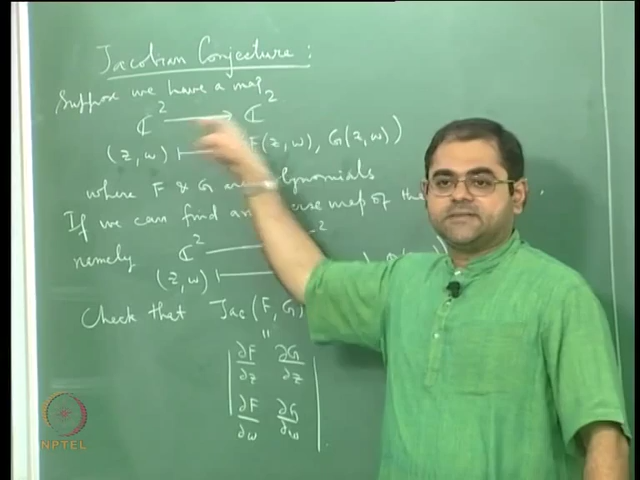 Jacobian Conjecture :
Suppose we have a map
ℂ² ⟶ ℂ²
(z, w) ⟼ F(z, w), G(z, w))
where F & G are polynomials
If we can find an map of the
namely ℂ² ²
(z, w) ⟼
Check that Jac (F, G)
"
| ∂F/∂z ∂G/∂z |
| ∂F/∂w ∂G/∂w | .
NPTEL